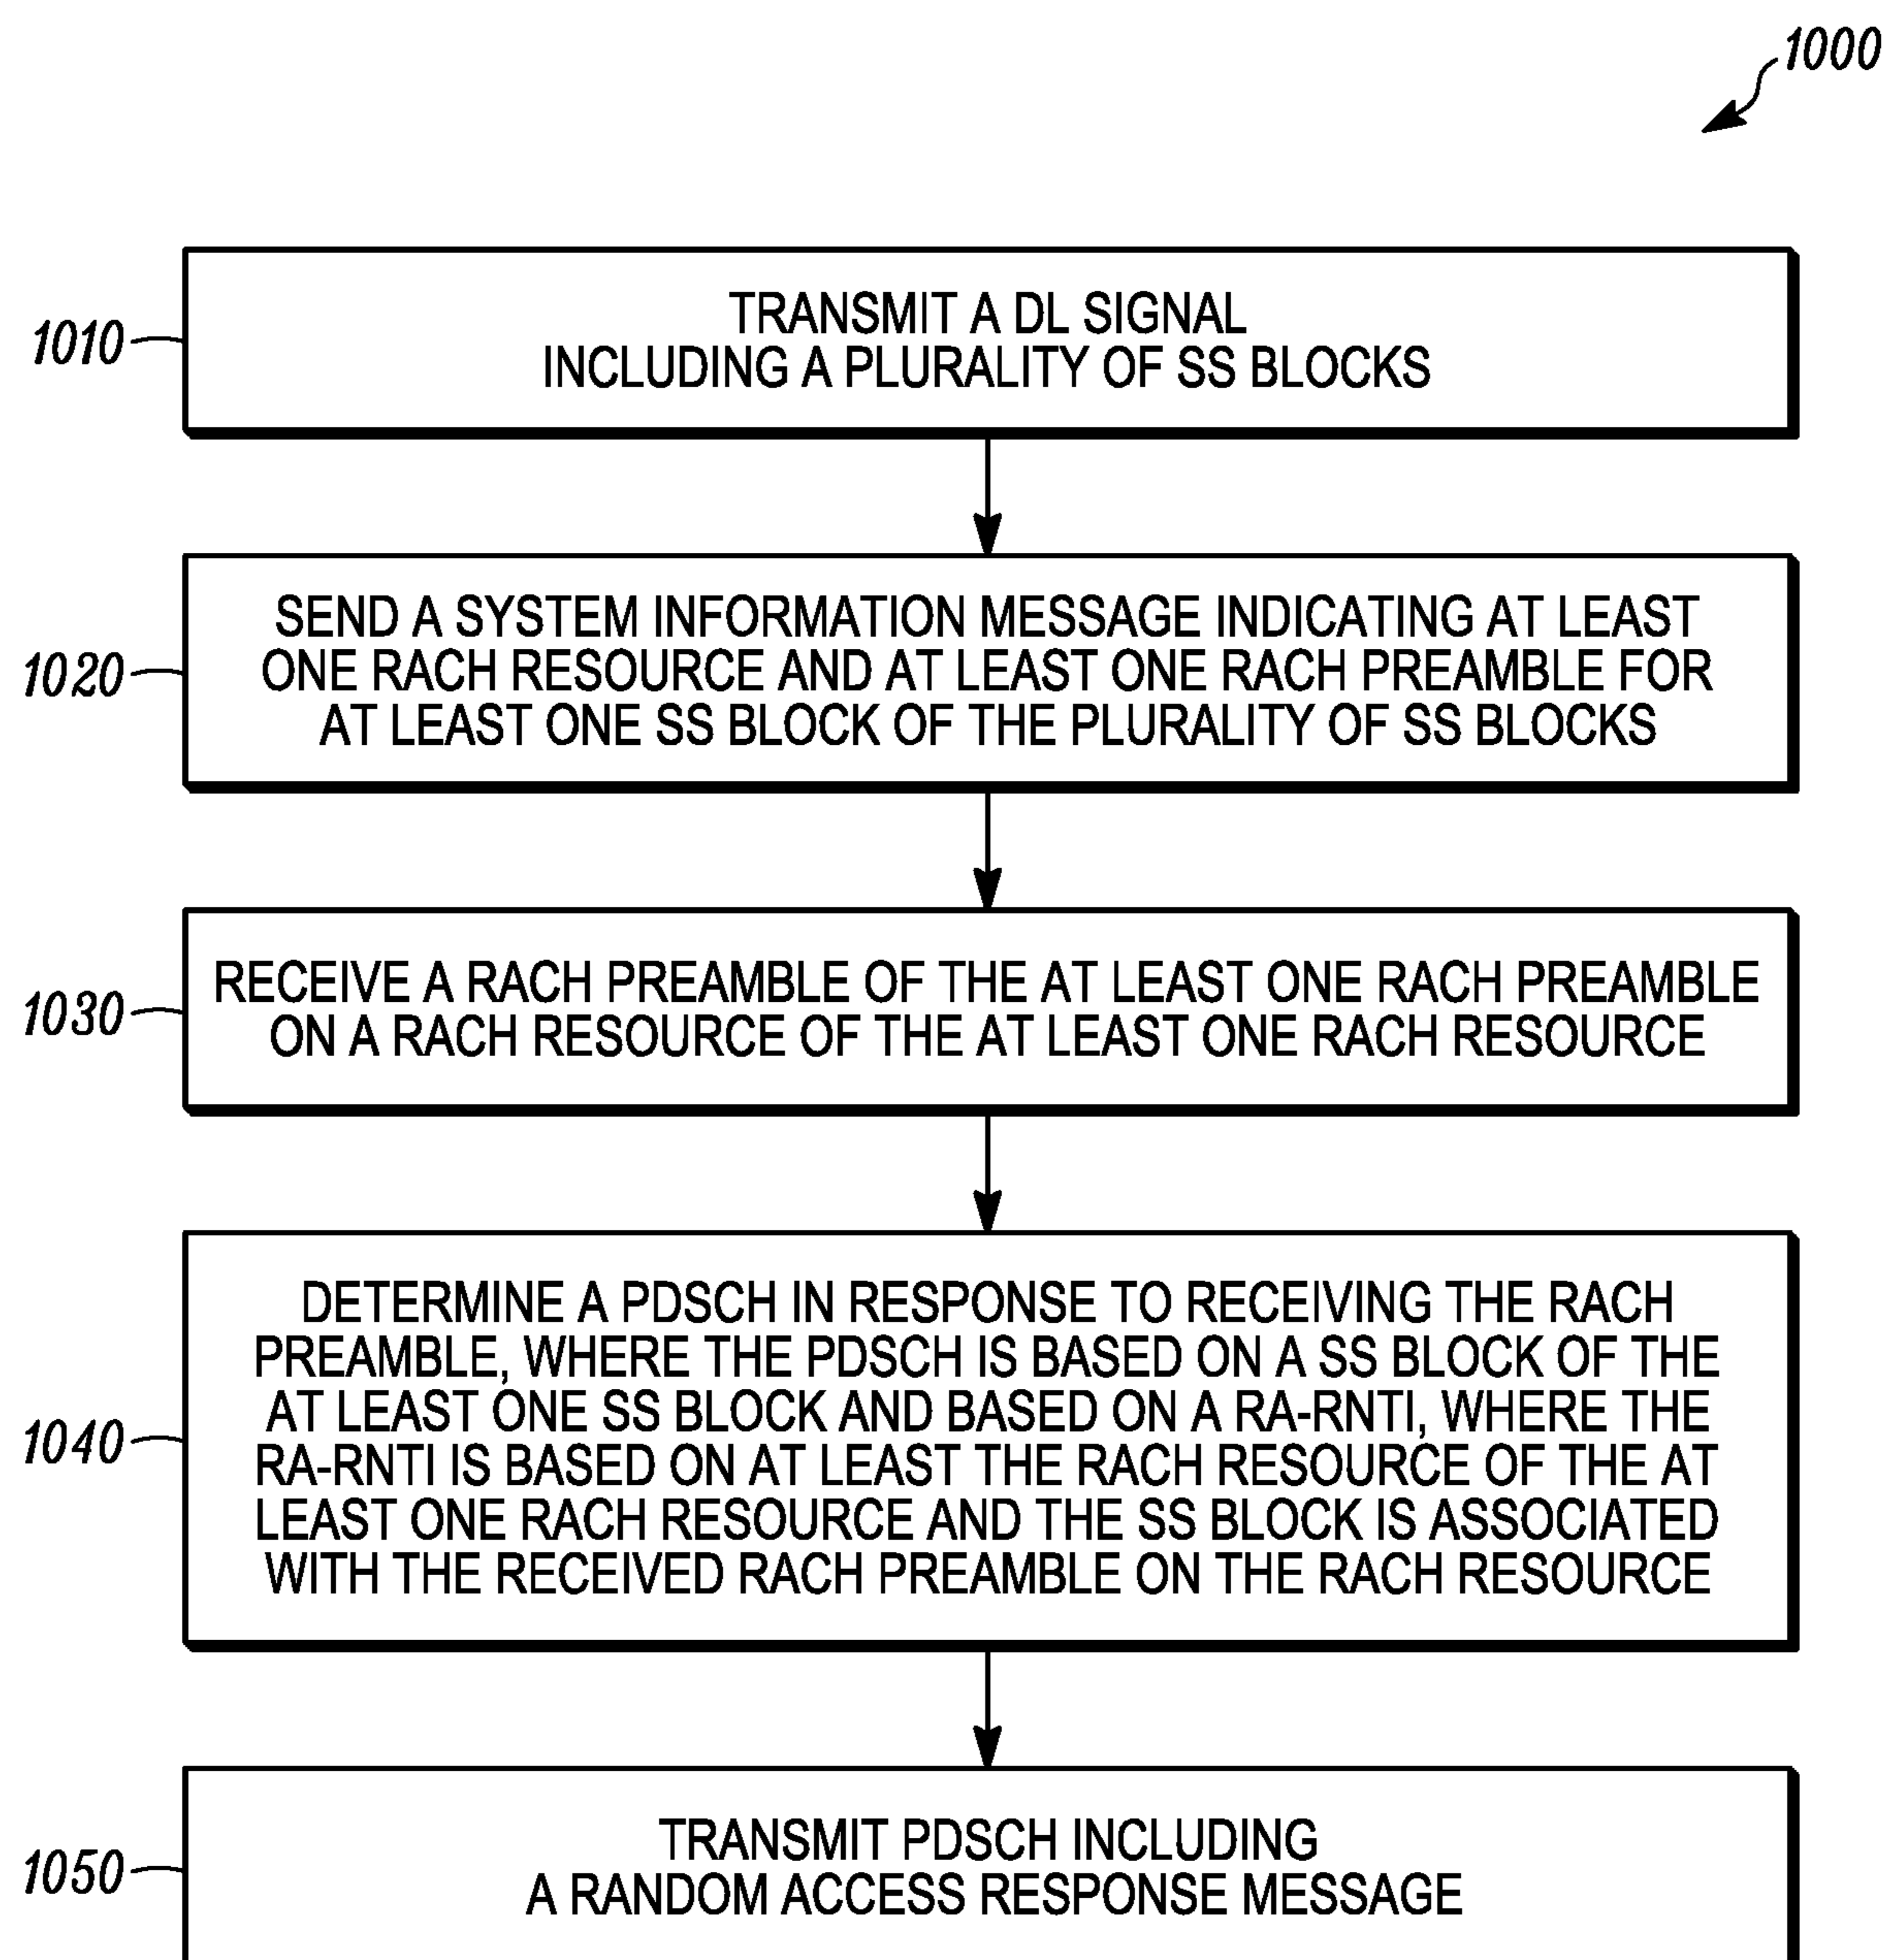 1000
1010
TRANSMIT A DL SIGNAL
INCLUDING A PLURALITY OF SS BLOCKS
1020
SEND A SYSTEM INFORMATION MESSAGE INDICATING AT LEAST
ONE RACH RESOURCE AND AT LEAST ONE RACH PREAMBLE FOR
AT LEAST ONE SS BLOCK OF THE PLURALITY OF SS BLOCKS
1030
RECEIVE A RACH PREAMBLE OF THE AT LEAST ONE RACH PREAMBLE
ON A RACH RESOURCE OF THE AT LEAST ONE RACH RESOURCE
1040
DETERMINE A PDSCH IN RESPONSE TO RECEIVING THE RACH
PREAMBLE, WHERE THE PDSCH IS BASED ON A SS BLOCK OF THE
AT LEAST ONE SS BLOCK AND BASED ON A RA-RNTI, WHERE THE
RA-RNTI IS BASED ON AT LEAST THE RACH RESOURCE OF THE AT
LEAST ONE RACH RESOURCE AND THE SS BLOCK IS ASSOCIATED
WITH THE RECEIVED RACH PREAMBLE ON THE RACH RESOURCE
1050
TRANSMIT PDSCH INCLUDING
A RANDOM ACCESS RESPONSE MESSAGE